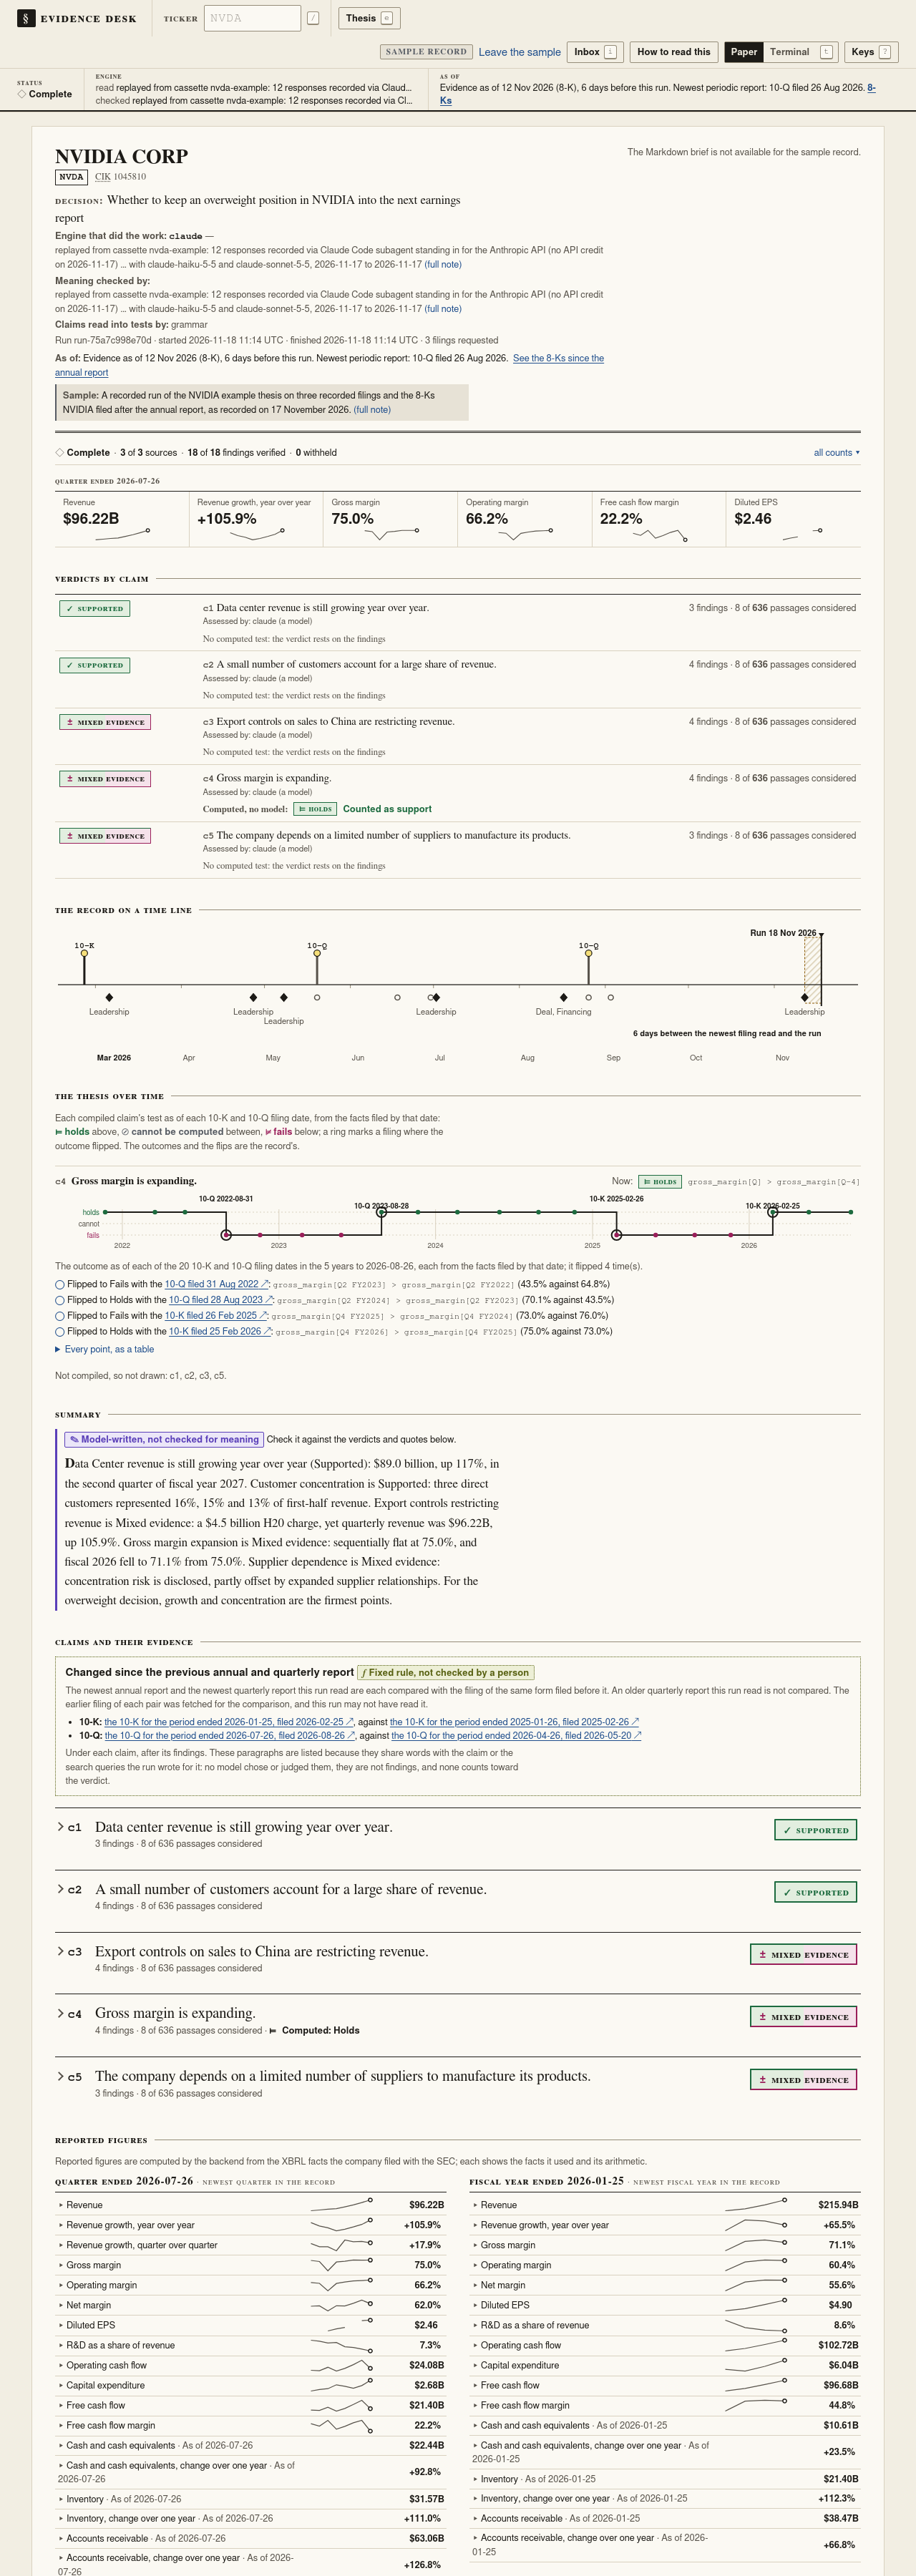 § EVIDENCE DESK
TICKER NVDA /
Thesis e
SAMPLE RECORD Leave the sample Inbox i How to read this Paper Terminal t Keys ?
STATUS
◇ Complete
ENGINE
read replayed from cassette nvda-example: 12 responses recorded via Claud...
checked replayed from cassette nvda-example: 12 responses recorded via Cl...
AS OF
Evidence as of 12 Nov 2026 (8-K), 6 days before this run. Newest periodic report: 10-Q filed 26 Aug 2026. 8-
Ks
NVIDIA CORP
The Markdown brief is not available for the sample record.
NVDA CIK 1045810
DECISION: Whether to keep an overweight position in NVIDIA into the next earnings
report
Engine that did the work: claude —
replayed from cassette nvda-example: 12 responses recorded via Claude Code subagent standing in for the Anthropic API (no API credit
on 2026-11-17) ... with claude-haiku-5-5 and claude-sonnet-5-5, 2026-11-17 to 2026-11-17 (full note)
Meaning checked by:
replayed from cassette nvda-example: 12 responses recorded via Claude Code subagent standing in for the Anthropic API (no API credit
on 2026-11-17) ... with claude-haiku-5-5 and claude-sonnet-5-5, 2026-11-17 to 2026-11-17 (full note)
Claims read into tests by: grammar
Run run-75a7c998e70d · started 2026-11-18 11:14 UTC · finished 2026-11-18 11:14 UTC · 3 filings requested
As of: Evidence as of 12 Nov 2026 (8-K), 6 days before this run. Newest periodic report: 10-Q filed 26 Aug 2026. See the 8-Ks since the
annual report
Sample: A recorded run of the NVIDIA example thesis on three recorded filings and the 8-Ks
NVIDIA filed after the annual report, as recorded on 17 November 2026. (full note)
◇ Complete · 3 of 3 sources · 18 of 18 findings verified · 0 withheld
all counts ▾
QUARTER ENDED 2026-07-26
Revenue
$96.22B
Revenue growth, year over year
+105.9%
Gross margin
75.0%
Operating margin
66.2%
Free cash flow margin
22.2%
Diluted EPS
$2.46
VERDICTS BY CLAIM
✓ SUPPORTED
c1 Data center revenue is still growing year over year.
3 findings · 8 of 636 passages considered
Assessed by: claude (a model)
No computed test: the verdict rests on the findings
✓ SUPPORTED
c2 A small number of customers account for a large share of revenue.
4 findings · 8 of 636 passages considered
Assessed by: claude (a model)
No computed test: the verdict rests on the findings
± MIXED EVIDENCE
c3 Export controls on sales to China are restricting revenue.
4 findings · 8 of 636 passages considered
Assessed by: claude (a model)
No computed test: the verdict rests on the findings
± MIXED EVIDENCE
c4 Gross margin is expanding.
4 findings · 8 of 636 passages considered
Assessed by: claude (a model)
Computed, no model: ⊨ HOLDS Counted as support
± MIXED EVIDENCE
c5 The company depends on a limited number of suppliers to manufacture its products.
3 findings · 8 of 636 passages considered
Assessed by: claude (a model)
No computed test: the verdict rests on the findings
THE RECORD ON A TIME LINE
Run 18 Nov 2026
10-K
10-Q
10-Q
Leadership
Leadership
Leadership
Leadership
Deal, Financing
Leadership
6 days between the newest filing read and the run
Mar 2026
Apr
May
Jun
Jul
Aug
Sep
Oct
Nov
THE THESIS OVER TIME
Each compiled claim's test as of each 10-K and 10-Q filing date, from the facts filed by that date:
⊨ holds above, ⊘ cannot be computed between, ⊭ fails below; a ring marks a filing where the
outcome flipped. The outcomes and the flips are the record's.
c4 Gross margin is expanding.
Now: ⊨ HOLDS gross_margin[Q] > gross_margin[Q-4]
10-Q 2022-08-31
10-Q 2023-08-28
10-K 2025-02-26
10-K 2026-02-25
holds
cannot
fails
2022
2023
2024
2025
2026
The outcome as of each of the 20 10-K and 10-Q filing dates in the 5 years to 2026-08-26, each from the facts filed by that date; it flipped 4 time(s).
Flipped to Fails with the 10-Q filed 31 Aug 2022 ↗: gross_margin[Q2 FY2023] > gross_margin[Q2 FY2022] (43.5% against 64.8%)
Flipped to Holds with the 10-Q filed 28 Aug 2023 ↗: gross_margin[Q2 FY2024] > gross_margin[Q2 FY2023] (70.1% against 43.5%)
Flipped to Fails with the 10-K filed 26 Feb 2025 ↗: gross_margin[Q4 FY2025] > gross_margin[Q4 FY2024] (73.0% against 76.0%)
Flipped to Holds with the 10-K filed 25 Feb 2026 ↗: gross_margin[Q4 FY2026] > gross_margin[Q4 FY2025] (75.0% against 73.0%)
▶ Every point, as a table
Not compiled, so not drawn: c1, c2, c3, c5.
SUMMARY
✎ Model-written, not checked for meaning Check it against the verdicts and quotes below.
Data Center revenue is still growing year over year (Supported): $89.0 billion, up 117%, in
the second quarter of fiscal year 2027. Customer concentration is Supported: three direct
customers represented 16%, 15% and 13% of first-half revenue. Export controls restricting
revenue is Mixed evidence: a $4.5 billion H20 charge, yet quarterly revenue was $96.22B,
up 105.9%. Gross margin expansion is Mixed evidence: sequentially flat at 75.0%, and
fiscal 2026 fell to 71.1% from 75.0%. Supplier dependence is Mixed evidence:
concentration risk is disclosed, partly offset by expanded supplier relationships. For the
overweight decision, growth and concentration are the firmest points.
CLAIMS AND THEIR EVIDENCE
Changed since the previous annual and quarterly report ƒ Fixed rule, not checked by a person
The newest annual report and the newest quarterly report this run read are each compared with the filing of the same form filed before it. An older quarterly report this run read is not compared. The
earlier filing of each pair was fetched for the comparison, and this run may not have read it.
• 10-K: the 10-K for the period ended 2026-01-25, filed 2026-02-25 ↗, against the 10-K for the period ended 2025-01-26, filed 2025-02-26 ↗
• 10-Q: the 10-Q for the period ended 2026-07-26, filed 2026-08-26 ↗, against the 10-Q for the period ended 2026-04-26, filed 2026-05-20 ↗
Under each claim, after its findings. These paragraphs are listed because they share words with the claim or the
search queries the run wrote for it: no model chose or judged them, they are not findings, and none counts toward
the verdict.
c1 Data center revenue is still growing year over year.
✓ SUPPORTED
3 findings · 8 of 636 passages considered
c2 A small number of customers account for a large share of revenue.
✓ SUPPORTED
4 findings · 8 of 636 passages considered
c3 Export controls on sales to China are restricting revenue.
± MIXED EVIDENCE
4 findings · 8 of 636 passages considered
c4 Gross margin is expanding.
± MIXED EVIDENCE
4 findings · 8 of 636 passages considered · ⊨ Computed: Holds
c5 The company depends on a limited number of suppliers to manufacture its products.
± MIXED EVIDENCE
3 findings · 8 of 636 passages considered
REPORTED FIGURES
Reported figures are computed by the backend from the XBRL facts the company filed with the SEC; each shows the facts it used and its arithmetic.
QUARTER ENDED 2026-07-26 · NEWEST QUARTER IN THE RECORD
▸ Revenue $96.22B
▸ Revenue growth, year over year +105.9%
▸ Revenue growth, quarter over quarter +17.9%
▸ Gross margin 75.0%
▸ Operating margin 66.2%
▸ Net margin 62.0%
▸ Diluted EPS $2.46
▸ R&D as a share of revenue 7.3%
▸ Operating cash flow $24.08B
▸ Capital expenditure $2.68B
▸ Free cash flow $21.40B
▸ Free cash flow margin 22.2%
▸ Cash and cash equivalents · As of 2026-07-26 $22.44B
▸ Cash and cash equivalents, change over one year · As of
2026-07-26 +92.8%
▸ Inventory · As of 2026-07-26 $31.57B
▸ Inventory, change over one year · As of 2026-07-26 +111.0%
▸ Accounts receivable · As of 2026-07-26 $63.06B
▸ Accounts receivable, change over one year · As of 2026-
07-26 +126.8%
FISCAL YEAR ENDED 2026-01-25 · NEWEST FISCAL YEAR IN THE RECORD
▸ Revenue $215.94B
▸ Revenue growth, year over year +65.5%
▸ Gross margin 71.1%
▸ Operating margin 60.4%
▸ Net margin 55.6%
▸ Diluted EPS $4.90
▸ R&D as a share of revenue 8.6%
▸ Operating cash flow $102.72B
▸ Capital expenditure $6.04B
▸ Free cash flow $96.68B
▸ Free cash flow margin 44.8%
▸ Cash and cash equivalents · As of 2026-01-25 $10.61B
▸ Cash and cash equivalents, change over one year · As of
2026-01-25 +23.5%
▸ Inventory · As of 2026-01-25 $21.40B
▸ Inventory, change over one year · As of 2026-01-25 +112.3%
▸ Accounts receivable · As of 2026-01-25 $38.47B
▸ Accounts receivable, change over one year · As of 2026-
01-25 +66.8%